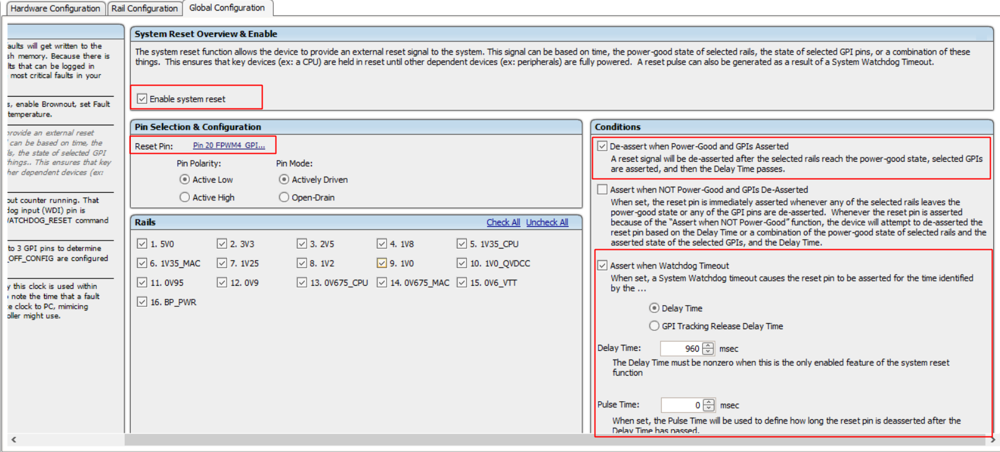 Hardware Configuration
Rail Configuration
Global Configuration
aults will get written to the
sh memory. Because there is
lts that can be logged in
most critical faults in your
s, enable Brownout, set Fault
temperature.
provide an external reset
can be based on time, the
ls, the state of selected GPI
things.. This ensures that key
her dependent devices (ex:
out counter running. That
dog input (WDI) pin is
WATCHDOG_RESET command
to 3 GPI pins to determine
_OFF_CONFIG are configured
y this clock is used within
o note the time that a fault
te clock to PC, mimicing
oller might use.
System Reset Overview & Enable
The system reset function allows the device to provide an external reset signal to the system. This signal can be based on time, the power-good state of selected rails, the state of selected GPI pins, or a combination of these
things. This ensures that key devices (ex: a CPU) are held in reset until other dependent devices (ex: peripherals) are fully powered. A reset pulse can also be generated as a result of a System Watchdog Timeout.
Enable system reset
Pin Selection & Configuration
Reset Pin: Pin 20 FPWM4 GPI...
Pin Polarity: Pin Mode:
Active Low Actively Driven
Active High Open-Drain
Rails Check All Uncheck All
1. 5V0 2. 3V3 3. 2V5 4. 1V8 5. 1V35_CPU
6. 1V35_MAC 7. 1V25 8. 1V2 9. 1V0 10. 1V0_QVDCC
11. 0V95 12. 0V9 13. 0V675_CPU 14. 0V675_MAC 15. 0V6_VTT
16. BP_PWR
Conditions
De-assert when Power-Good and GPIs Asserted
A reset signal will be de-asserted after the selected rails reach the power-good state, selected GPIs
are asserted, and then the Delay Time passes.
Assert when NOT Power-Good and GPIs De-Asserted
When set, the reset pin is immediately asserted whenever any of the selected rails leaves the
power-good state or any of the GPI pins are de-asserted. Whenever the reset pin is asserted
because of the "Assert when NOT Power-Good" function, the device will attempt to de-asserted the
reset pin based on the Delay Time or a combination of the power-good state of selected rails and the
asserted state of the selected GPIs, and the Delay Time.
Assert when Watchdog Timeout
When set, a System Watchdog timeout causes the reset pin to be asserted for the time identified
by the ...
Delay Time
GPI Tracking Release Delay Time
Delay Time: 960 msec
The Delay Time must be nonzero when this is the only enabled feature of the system reset
function
Pulse Time: 0 msec
When set, the Pulse Time will be used to define how long the reset pin is deasserted after the
Delay Time has passed.